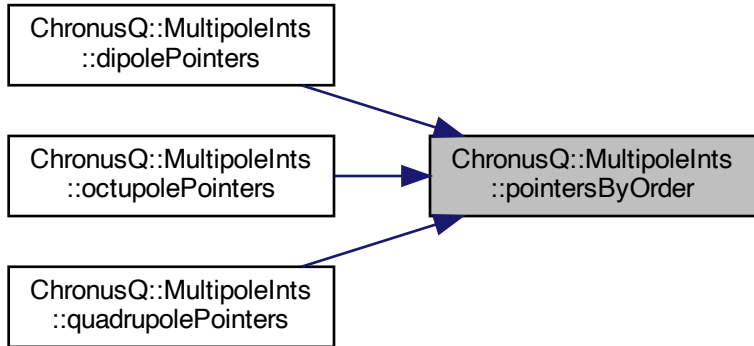 ChronusQ::MultipoleInts
::dipolePointers
ChronusQ::MultipoleInts
::octupolePointers
ChronusQ::MultipoleInts
::pointersByOrder
ChronusQ::MultipoleInts
::quadrupolePointers